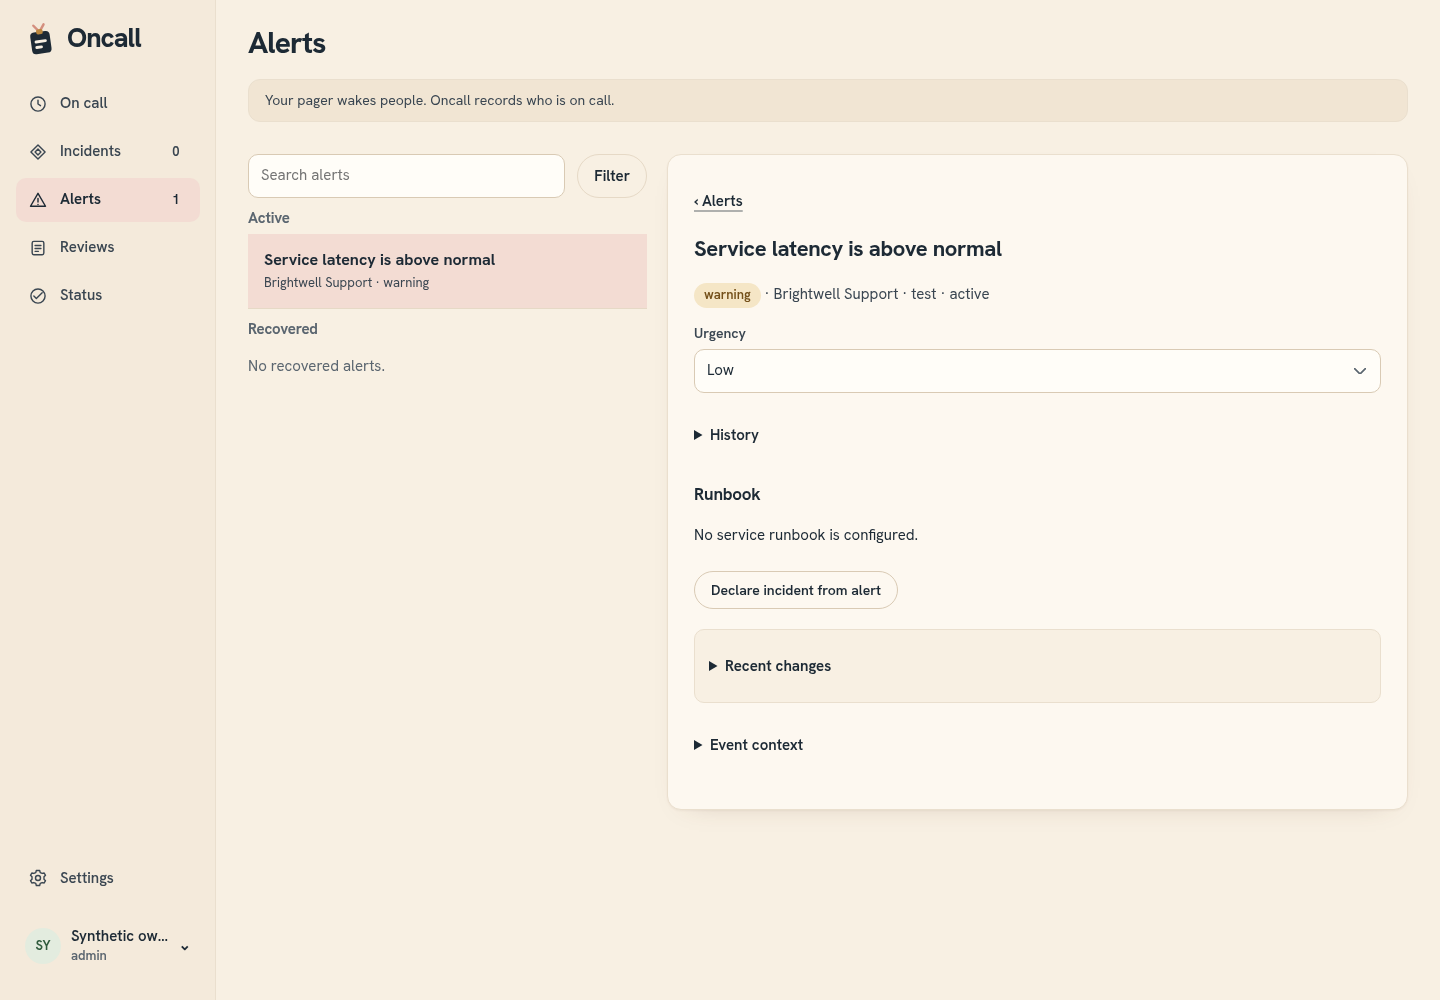 Oncall
On call
Incidents 0
Alerts 1
Reviews
Status
Settings
SY
Synthetic ow...
admin
Alerts
Your pager wakes people. Oncall records who is on call.
Search alerts
Filter
Active
Service latency is above normal
Brightwell Support · warning
Recovered
No recovered alerts.
‹ Alerts
Service latency is above normal
warning · Brightwell Support · test · active
Urgency
Low
History
Runbook
No service runbook is configured.
Declare incident from alert
Recent changes
Event context